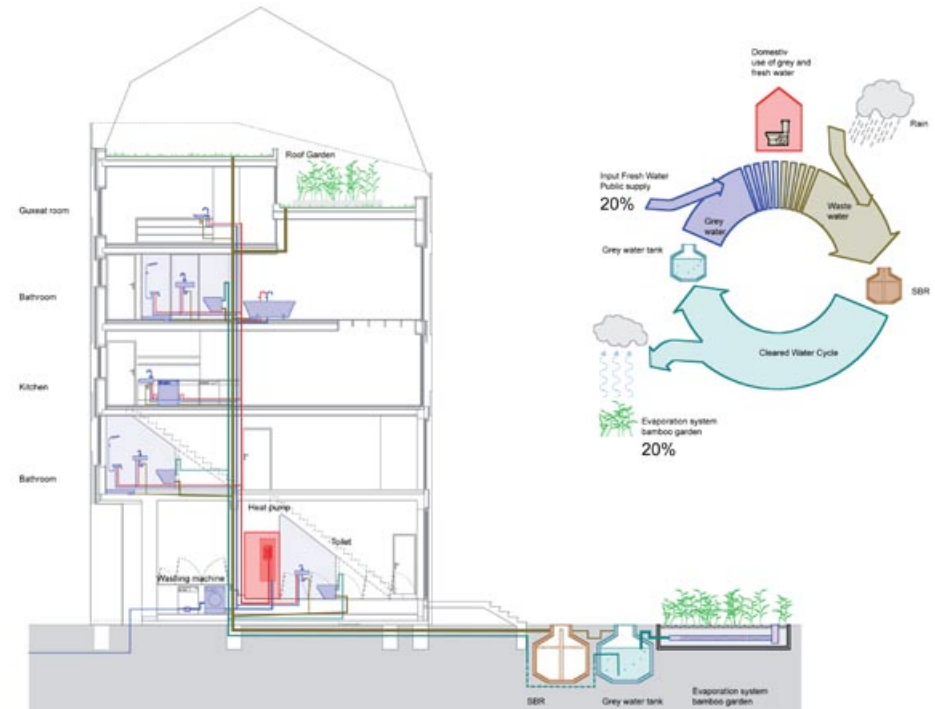 Domestiv
use of grey and
fresh water
Rain
Roof Garden
Input Fresh Water
Public supply
20%
Grey
water
Waste
water
Guxeat room
Grey water tank
SBR
Bathroom
Cleared Water Cycle
Kitchen
Evaporation system
bamboo garden
20%
Bathroom
Heat pump
Toilet
Washing machine
SBR
Grey water tank
Evaporation system
bamboo garden